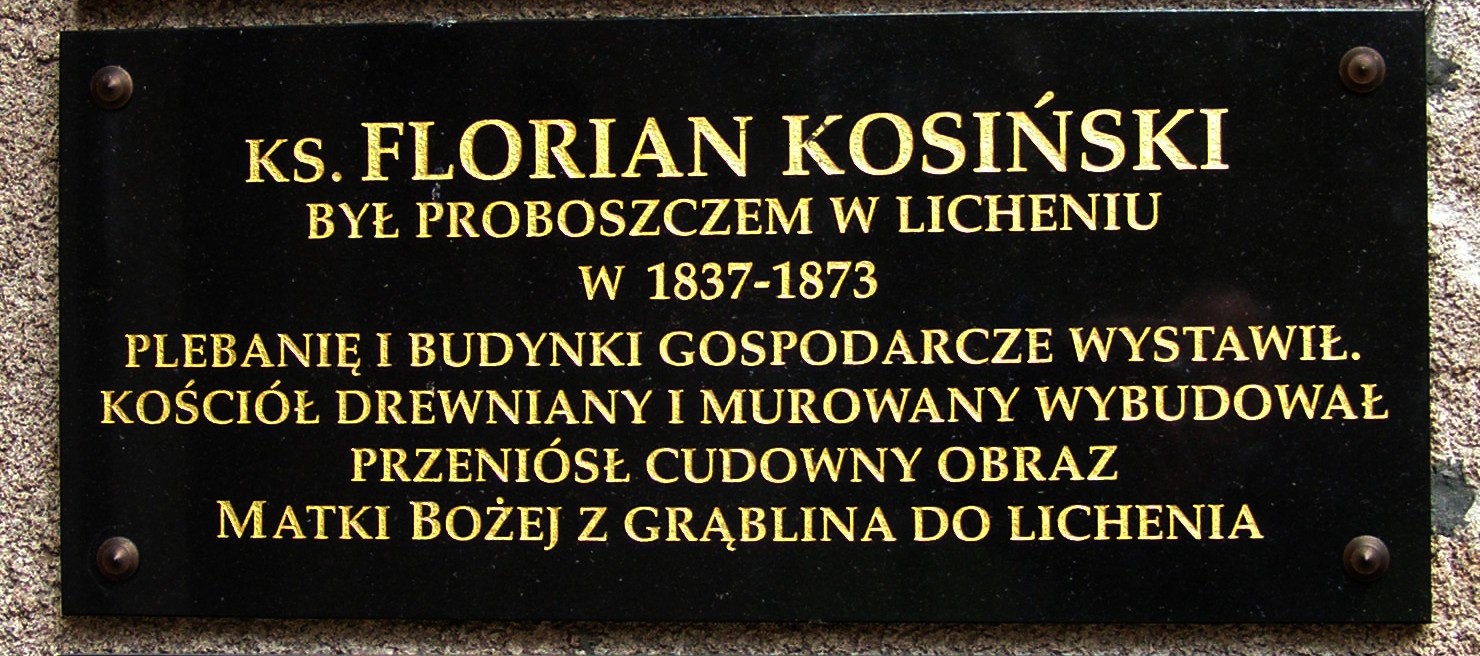 KS. FLORIAN KOSIŃSKI
BYŁ PROBOSZCZEM W LICHENIU
W 1837-1873
PLEBANIĘ I BUDYNKI GOSPODARCZE WYSTAWIŁ.
KOŚCIÓŁ DREWNIANY I MUROWANY WYBUDOWAŁ
PRZENIÓSŁ CUDOWNY OBRAZ
MATKI BOŻEJ Z GRĄBLINA DO LICHENIA